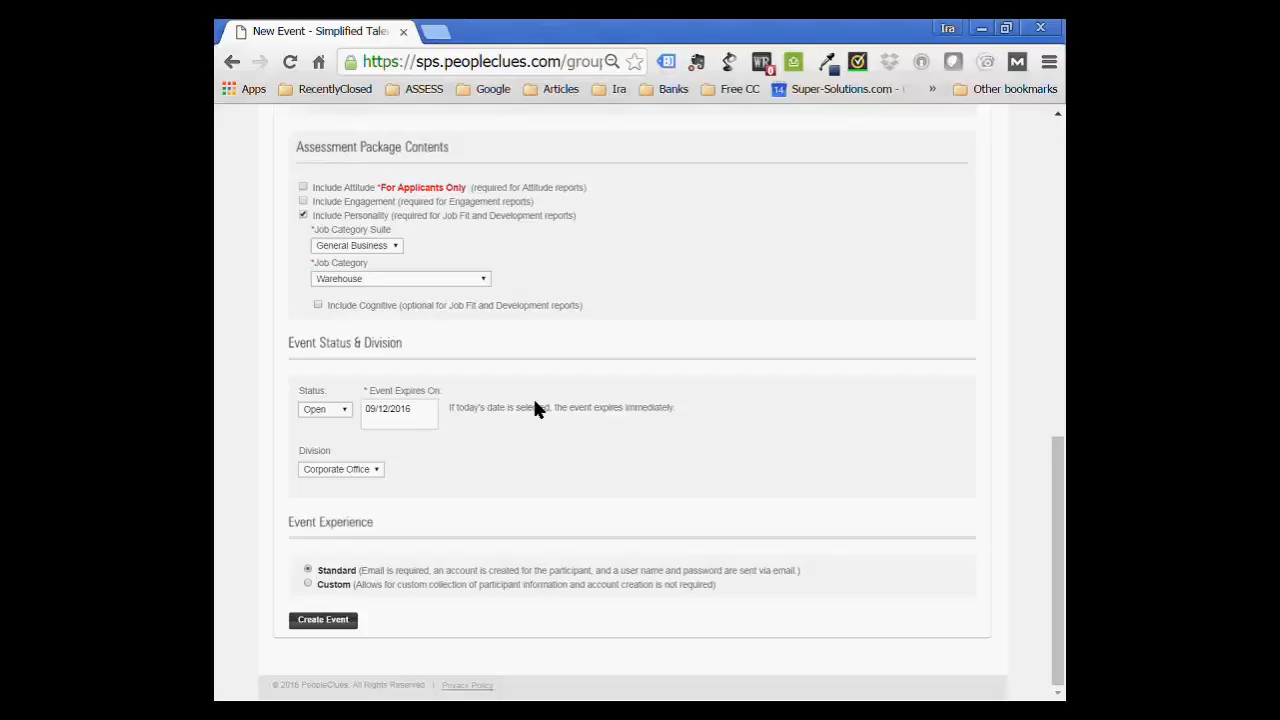 New Event - Simplified Tale
Ira
https://sps.peopleclues.com/group
WR
0
Apps
RecentlyClosed
ASSESS
Google
Articles
Ira
Banks
Free CC
14
Super-Solutions.com -
»
Other bookmarks
Assessment Package Contents
Include Attitude *For Applicants Only (required for Attitude reports)
Include Engagement (required for Engagement reports)
Include Personality (required for Job Fit and Development reports)
*Job Category Suite
General Business
*Job Category
Warehouse
Include Cognitive (optional for Job Fit and Development reports)
Event Status & Division
Status:
* Event Expires On:
Open
09/12/2016
If today's date is selected, the event expires immediately.
Division
Corporate Office
Event Experience
Standard (Email is required, an account is created for the participant, and a user name and password are sent via email.)
Custom (Allows for custom collection of participant information and account creation is not required)
Create Event
© 2016 PeopleClues. All Rights Reserved | Privacy Policy